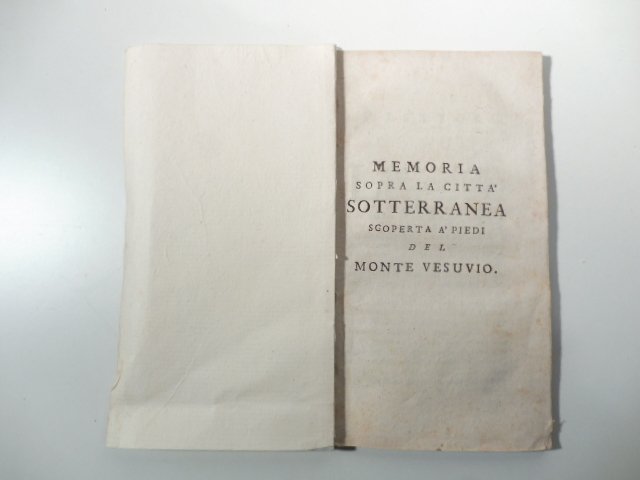 MEMORIA
SOPRA LA CITTA'
SOTTERRANEA
SCOPERTA A' PIEDI
DEL
MONTE VESUVIO.